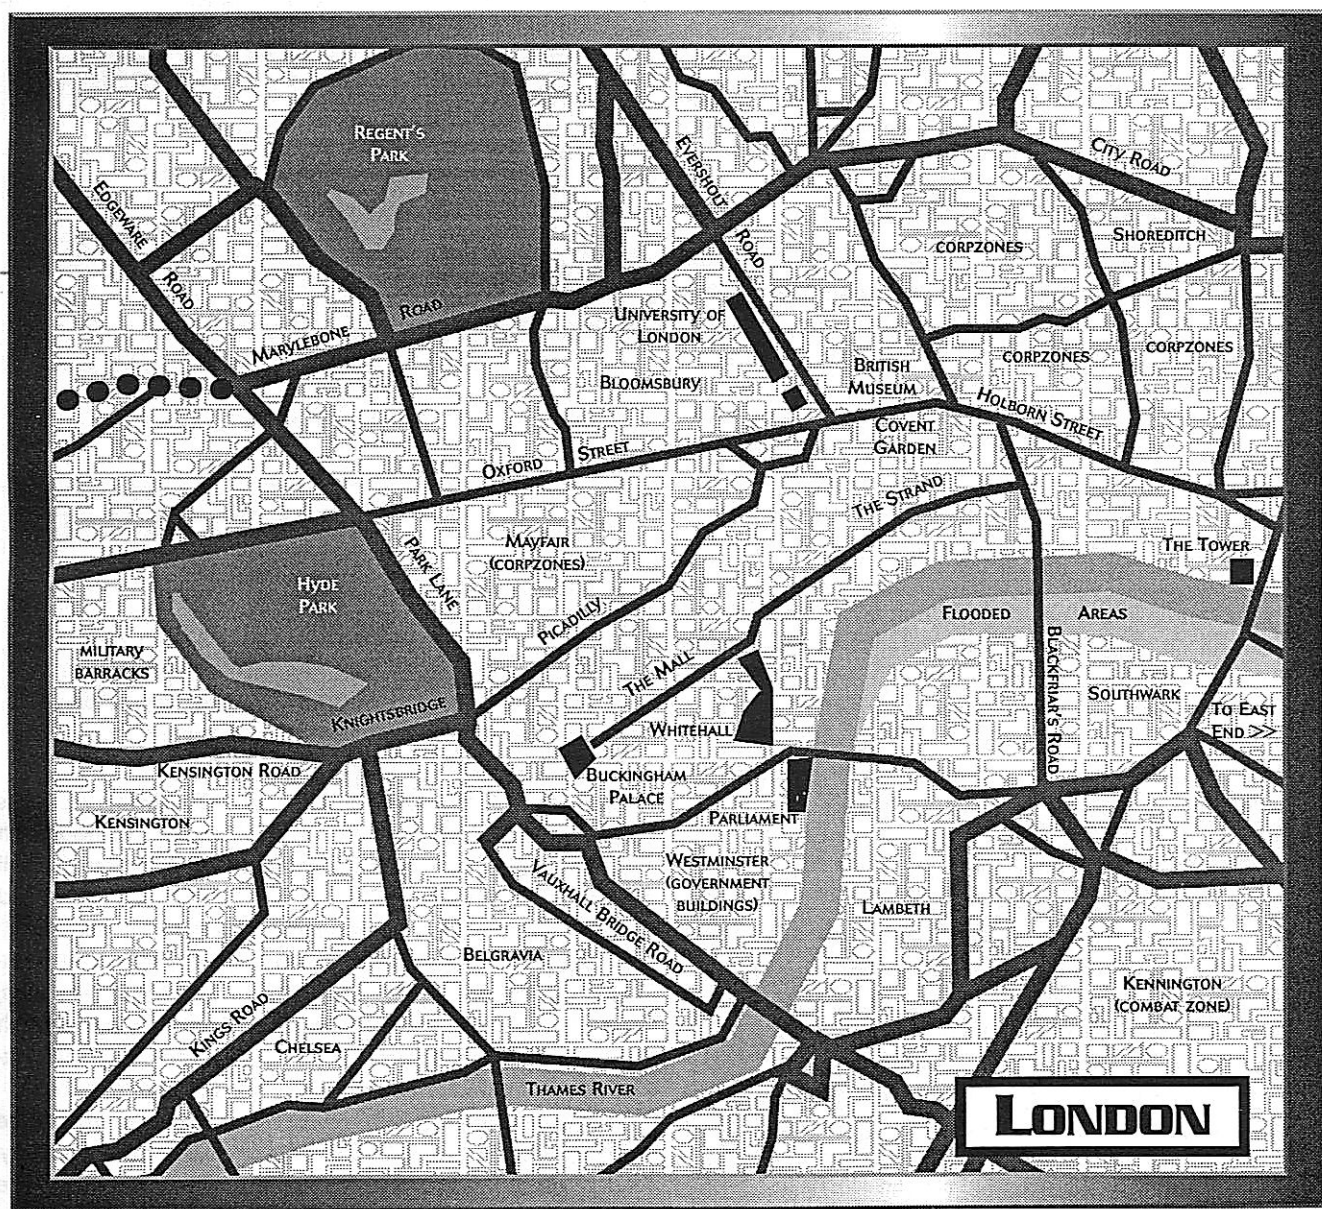 Regent's
Park
Eversholt
Road
City Road
Edgeware
Road
Shoreditch
corpzones
Marylebone
Road
University of
London
Bloomsbury
British
Museum
corpzones
corpzones
Holborn Street
Covent
Garden
Oxford
Street
The Strand
Mayfair
(corpzones)
Park Lane
The Tower
Hyde
Park
Picadilly
Flooded
Areas
military
barracks
The Mall
Blackfriar's Road
Southwark
Knightsbridge
Whitehall
To East
End >>
Kensington Road
Buckingham
Palace
Kensington
Parliament
Westminster
(government
buildings)
Vauxhall Bridge Road
Lambeth
Belgravia
Kennington
(combat zone)
Kings Road
Chelsea
Thames River
London